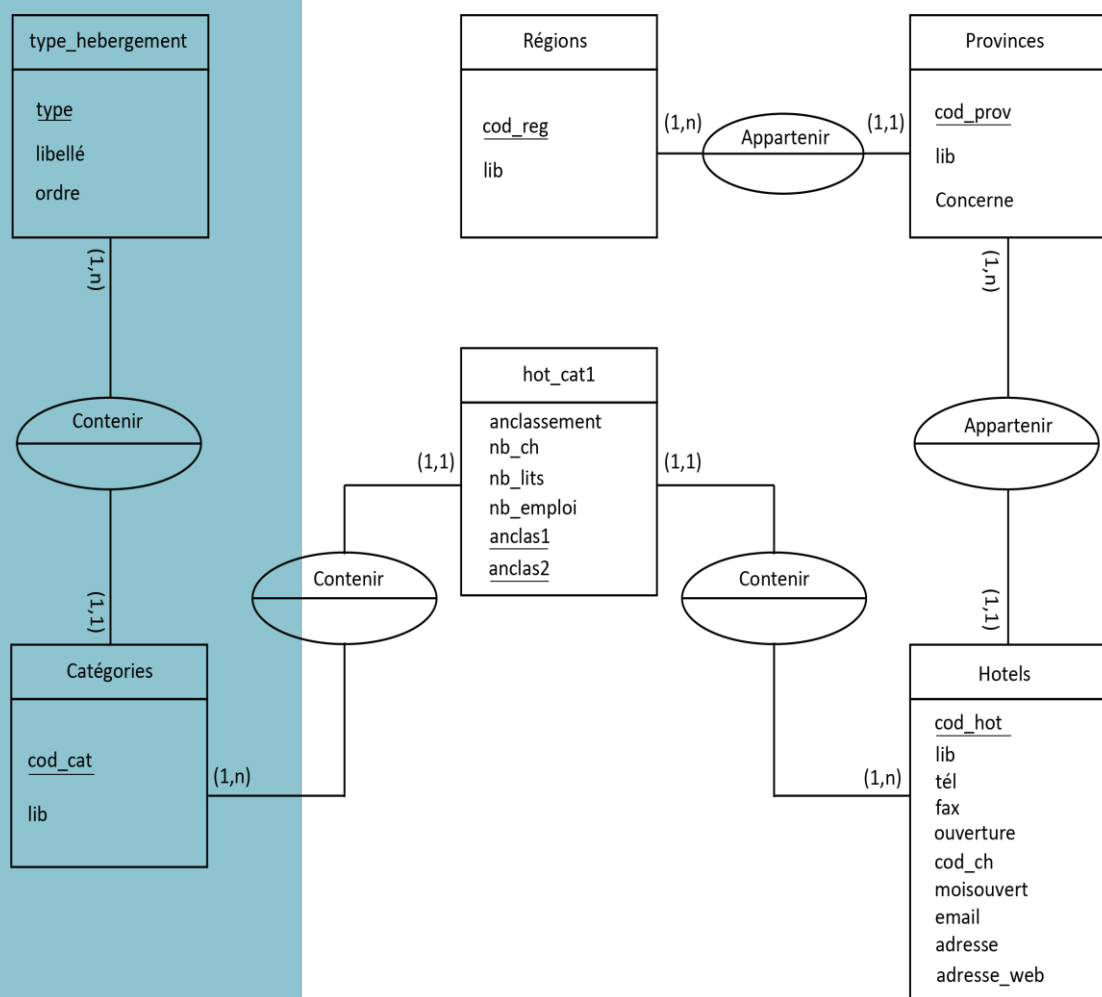 type_hebergement
type
libellé
ordre
(1,n)
Contenir
(1,1)
Catégories
cod_cat
lib
(1,n)
Contenir
(1,1)
Régions
cod_reg
lib
(1,n)
Appartenir
(1,1)
Provinces
cod_prov
lib
Concerne
(1,n)
Appartenir
(1,1)
hot_cat1
anclassement
nb_ch
nb_lits
nb_emploi
anclas1
anclas2
(1,1)
Contenir
(1,n)
Hotels
cod_hot
lib
tél
fax
ouverture
cod_ch
moisouvert
email
adresse
adresse_web